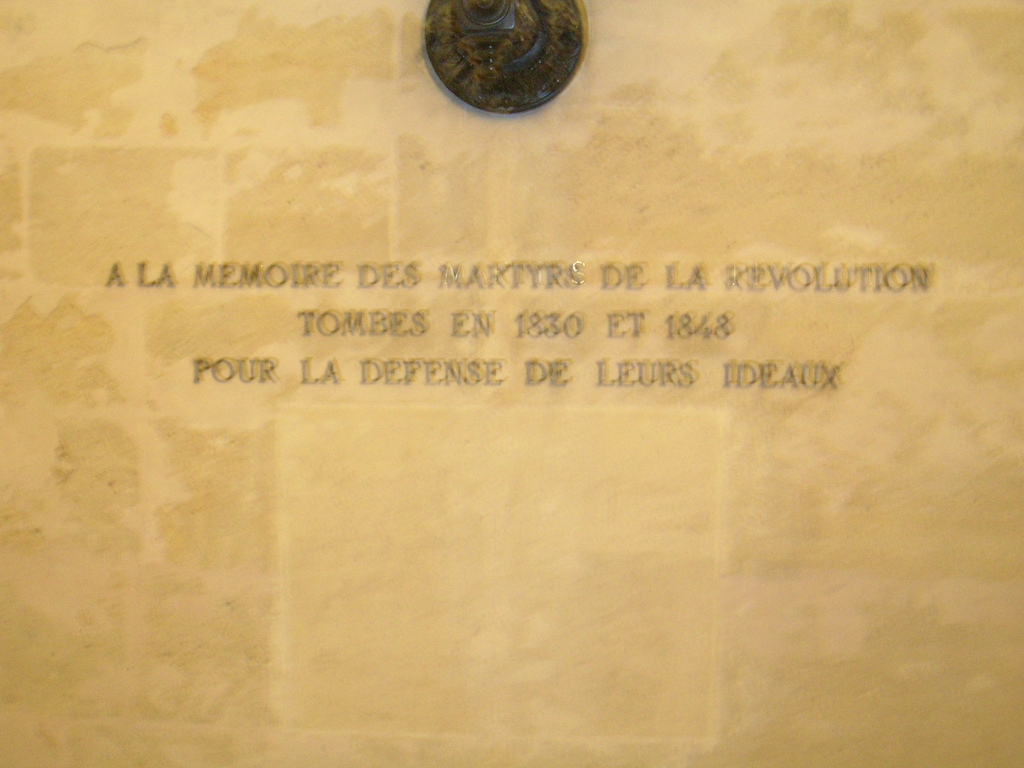 A LA MEMOIRE DES MARTYRS DE LA REVOLUTION
TOMBES EN 1830 ET 1848
POUR LA DEFENSE DE LEURS IDEAUX